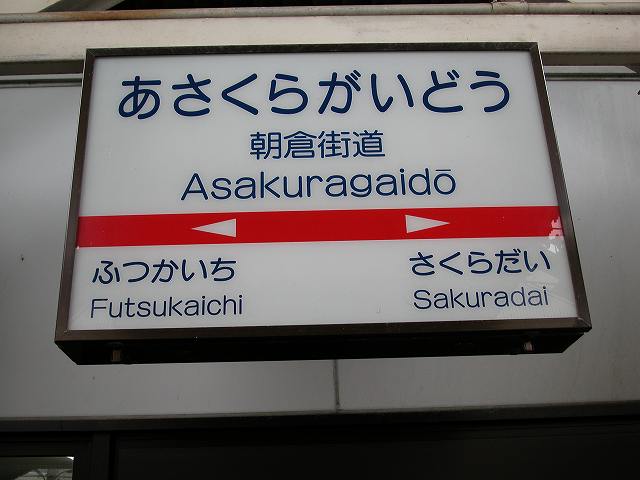 あさくらがいどう
朝倉街道
Asakuragaidō
ふつかいち
Futsukaichi
さくらだい
Sakuradai